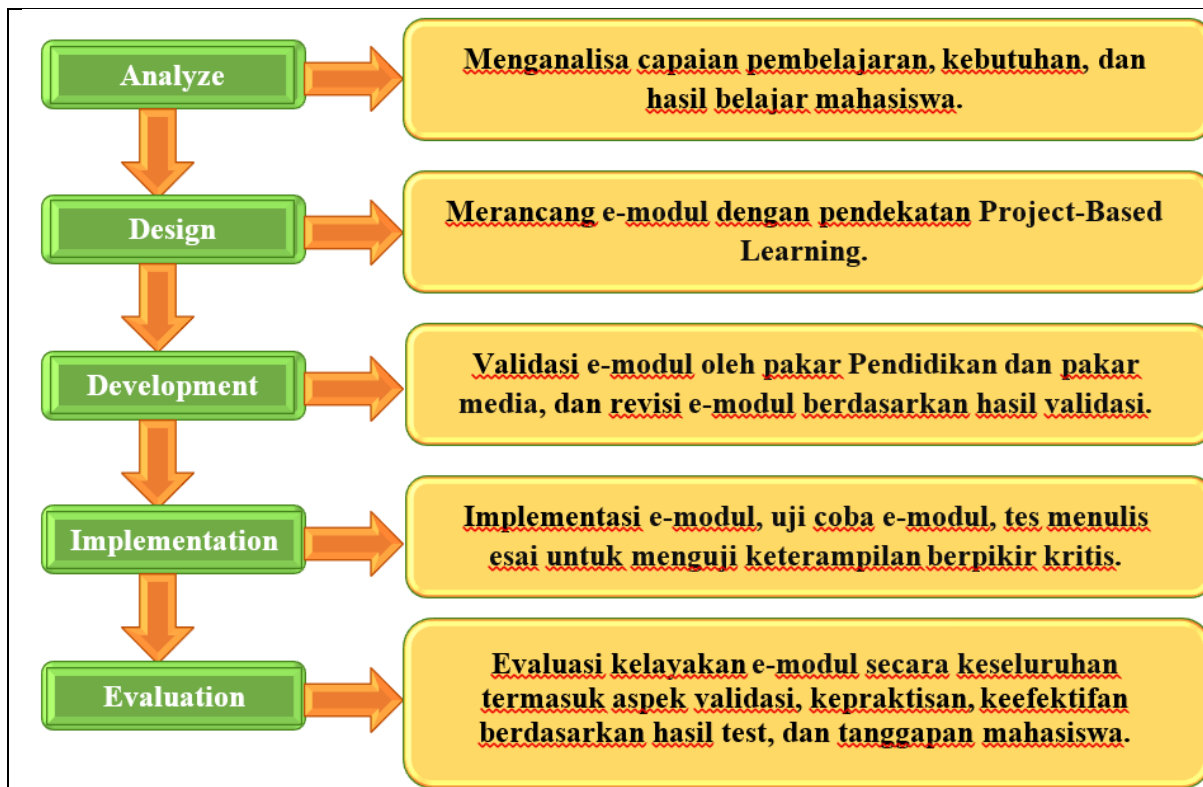 Analyze
Menganalisa capaian pembelajaran, kebutuhan, dan
hasil belajar mahasiswa.
Design
Merancang e-modul dengan pendekatan Project-Based
Learning.
Development
Validasi e-modul oleh pakar Pendidikan dan pakar
media, dan revisi e-modul berdasarkan hasil validasi.
Implementation
Implementasi e-modul, uji coba e-modul, tes menulis
esai untuk menguji keterampilan berpikir kritis.
Evaluation
Evaluasi kelayakan e-modul secara keseluruhan
termasuk aspek validasi, kepraktisan, keefektifan
berdasarkan hasil test, dan tanggapan mahasiswa.